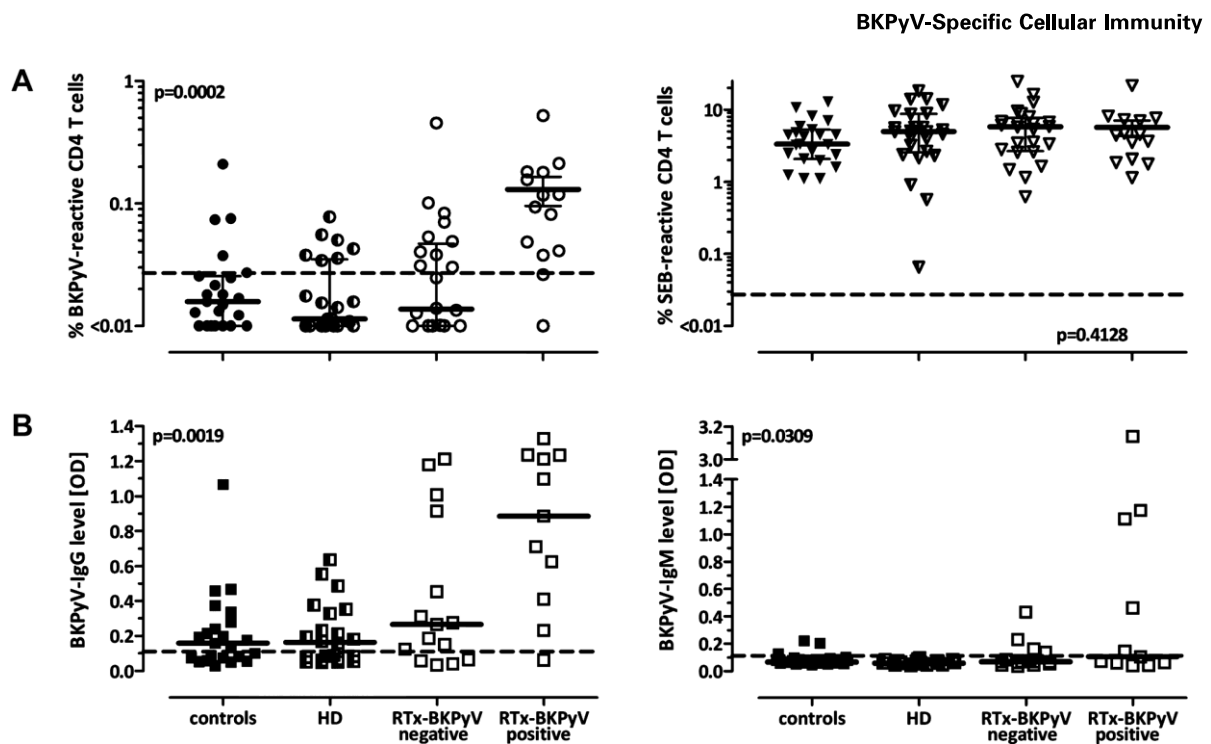 BKPyV-Specific Cellular Immunity
A
% BKPyV-reactive CD4 T cells
1
0.1
<0.01
p=0.0002
% SEB-reactive CD4 T cells
10
1
0.1
<0.01
p=0.4128
B
BKPyV-IgG level [OD]
1.4
1.2
1.0
0.8
0.6
0.4
0.2
0.0
p=0.0019
controls
HD
RTx-BKPyV
negative
RTx-BKPyV
positive
BKPyV-IgM level [OD]
3.2
3.0
1.4
1.2
1.0
0.8
0.6
0.4
0.2
0.0
p=0.0309
controls
HD
RTx-BKPyV
negative
RTx-BKPyV
positive